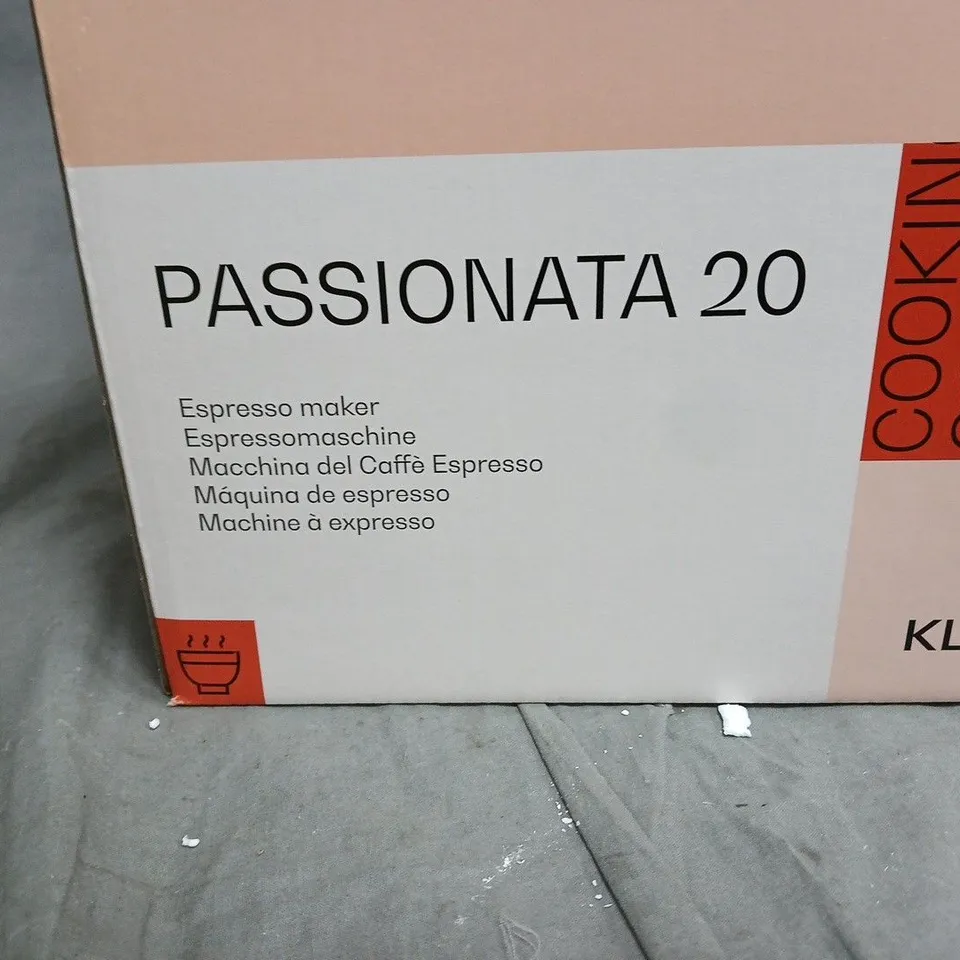 PASSIONATA 20
Espresso maker
Espressomaschine
Macchina del Caffè Espresso
Máquina de espresso
Machine à expresso